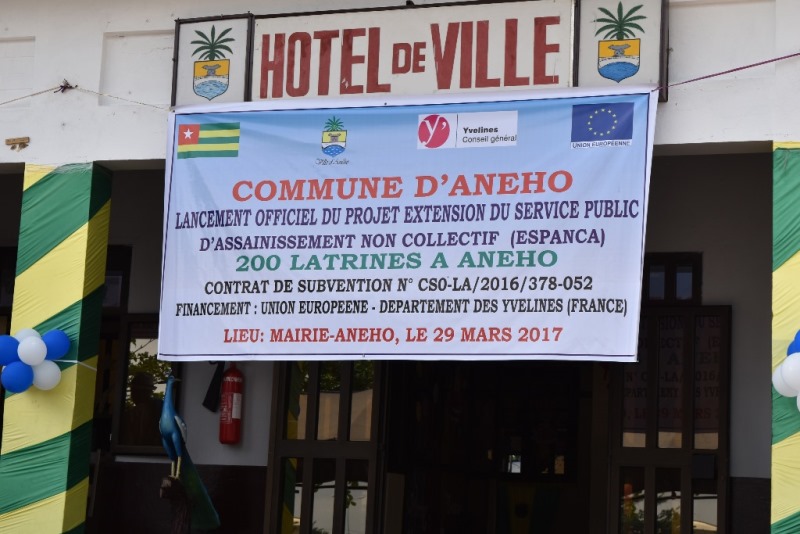 HOTEL DE VILLE
Yvelines
Conseil général
UNION EUROPEENNE
COMMUNE D'ANEHO
LANCEMENT OFFICIEL DU PROJET EXTENSION DU SERVICE PUBLIC
D'ASSAINISSEMENT NON COLLECTIF (ESPANCA)
200 LATRINES A ANEHO
CONTRAT DE SUBVENTION N° CSO-LA/2016/378-052
FINANCEMENT : UNION EUROPEENE - DEPARTEMENT DES YVELINES (FRANCE)
LIEU: MAIRIE-ANEHO, LE 29 MARS 2017